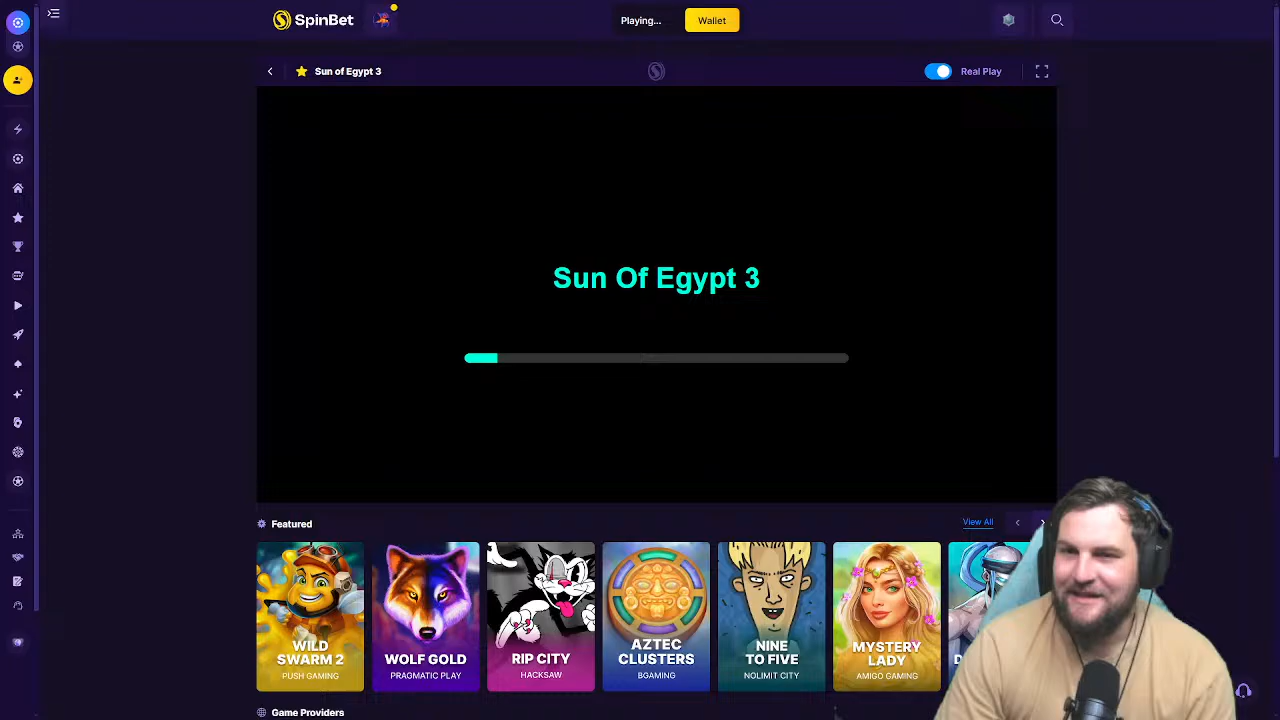 SpinBet
Playing...
Wallet
Sun of Egypt 3
Real Play
Sun Of Egypt 3
Featured
View All
WILD
SWARM 2
PUSH GAMING
WOLF GOLD
PRAGMATIC PLAY
RIP CITY
HACKSAW
AZTEC
CLUSTERS
BGAMING
NINE
TO FIVE
NOLIMIT CITY
MYSTERY
LADY
AMIGO GAMING
Game Providers